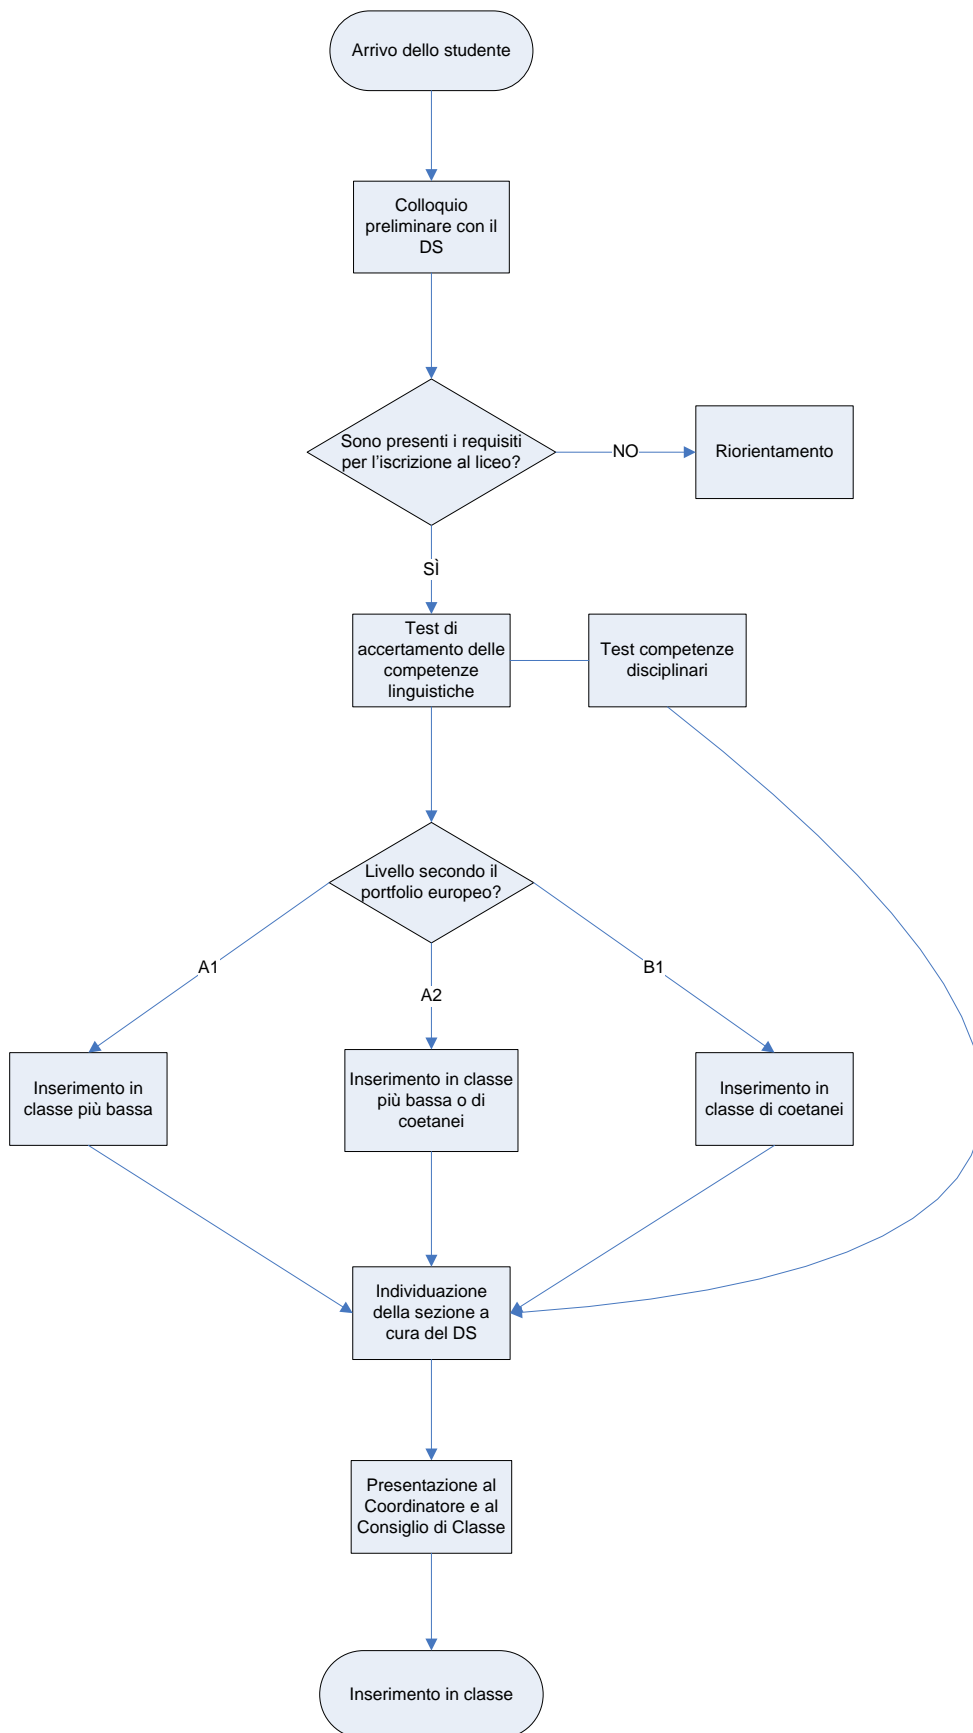 Arrivo dello studente
Colloquio
preliminare con il
DS
Sono presenti i requisiti
per l'iscrizione al liceo?
NO
Riorientamento
SÌ
Test di
accertamento delle
competenze
linguistiche
Test competenze
disciplinari
Livello secondo il
portfolio europeo?
A1
A2
B1
Inserimento in
classe più bassa
Inserimento in classe
più bassa o di
coetanei
Inserimento in
classe di coetanei
Individuazione
della sezione a
cura del DS
Presentazione al
Coordinatore e al
Consiglio di Classe
Inserimento in classe